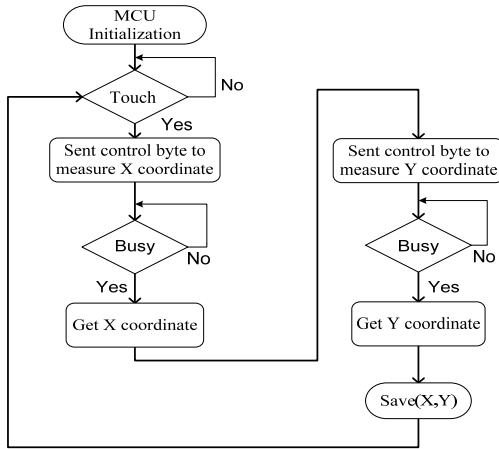 MCU
Initialization
Touch
No
Yes
Sent control byte to
measure X coordinate
Busy
No
Yes
Get X coordinate
Sent control byte to
measure Y coordinate
Busy
No
Yes
Get Y coordinate
Save(X,Y)